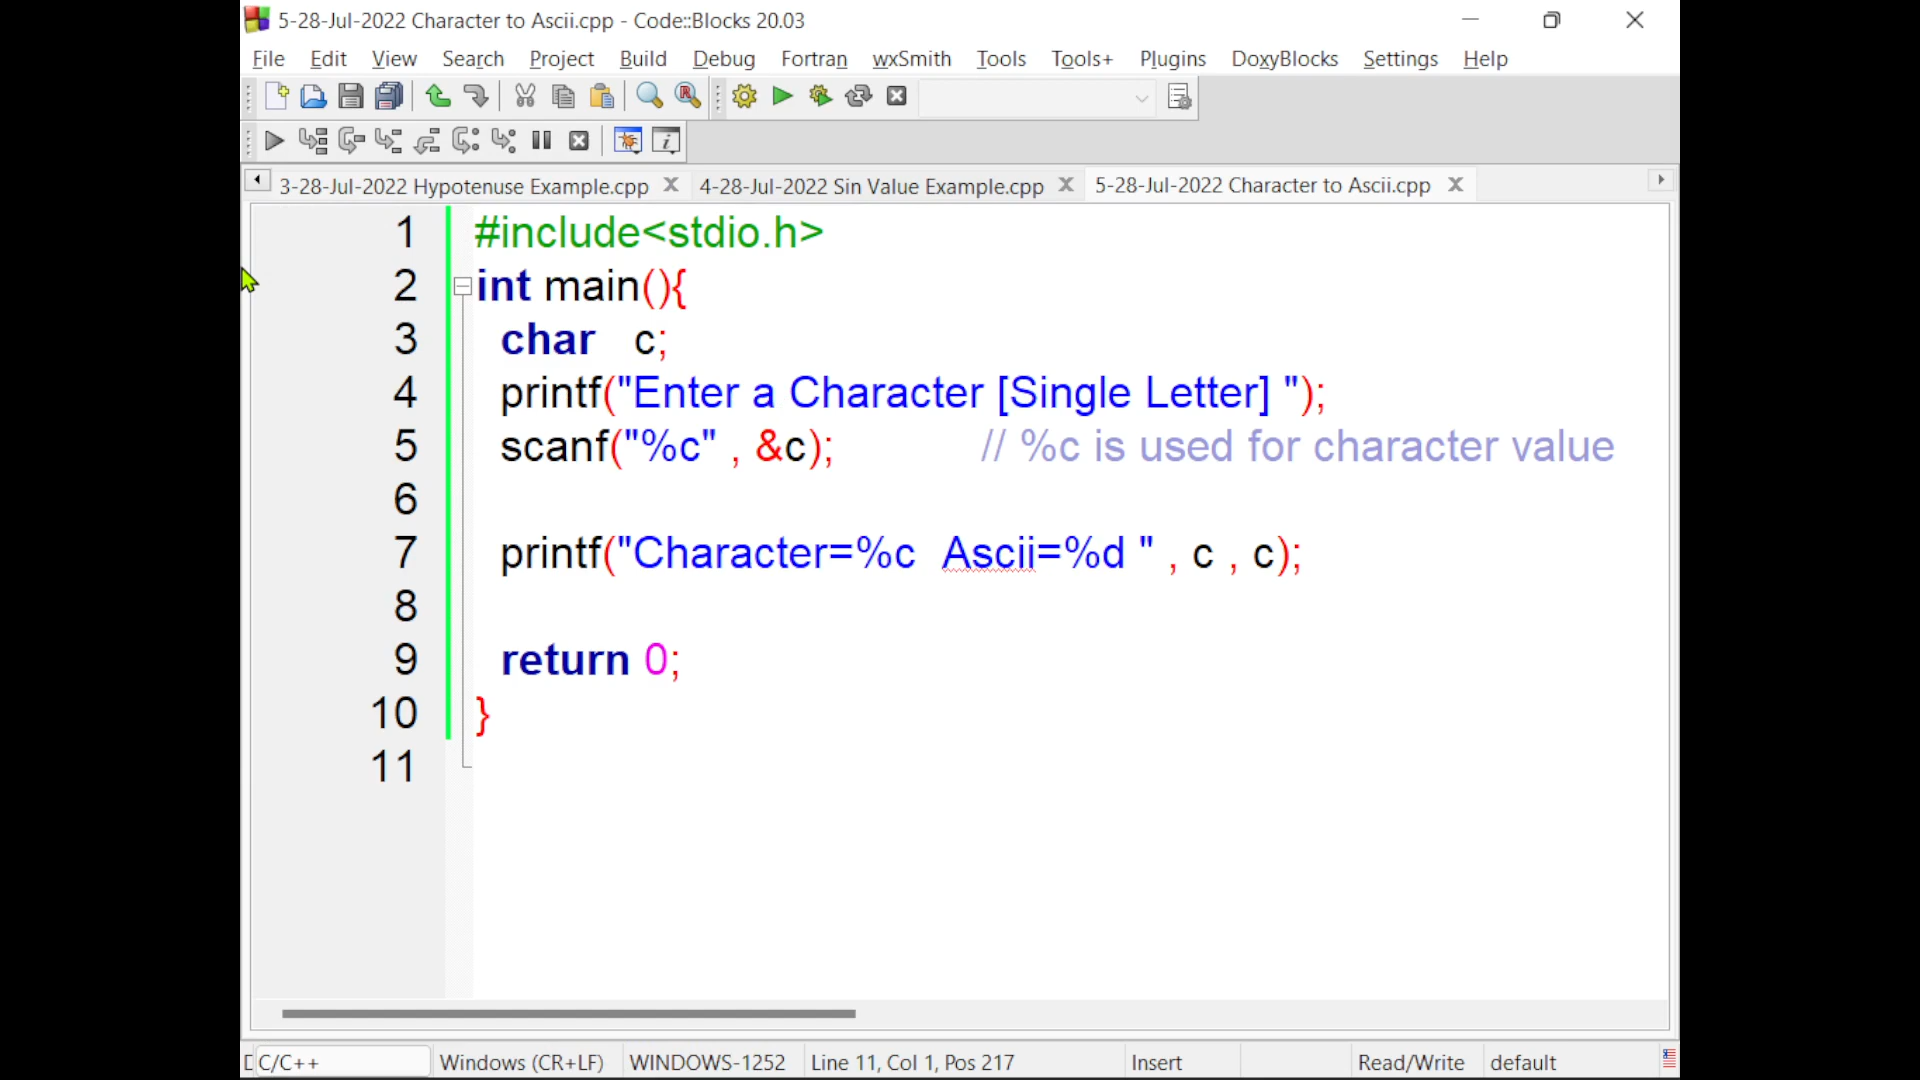 5-28-Jul-2022 Character to Ascii.cpp - Code::Blocks 20.03
File Edit View Search Project Build Debug Fortran wxSmith Tools Tools+ Plugins DoxyBlocks Settings Help
3-28-Jul-2022 Hypotenuse Example.cpp 4-28-Jul-2022 Sin Value Example.cpp 5-28-Jul-2022 Character to Ascii.cpp
1 #include<stdio.h>
2 int main(){
3 char c;
4 printf("Enter a Character [Single Letter] ");
5 scanf("%c" , &c); // %c is used for character value
6
7 printf("Character=%c Ascii=%d " , c , c);
8
9 return 0;
10 }
11
C/C++ Windows (CR+LF) WINDOWS-1252 Line 11, Col 1, Pos 217 Insert Read/Write default